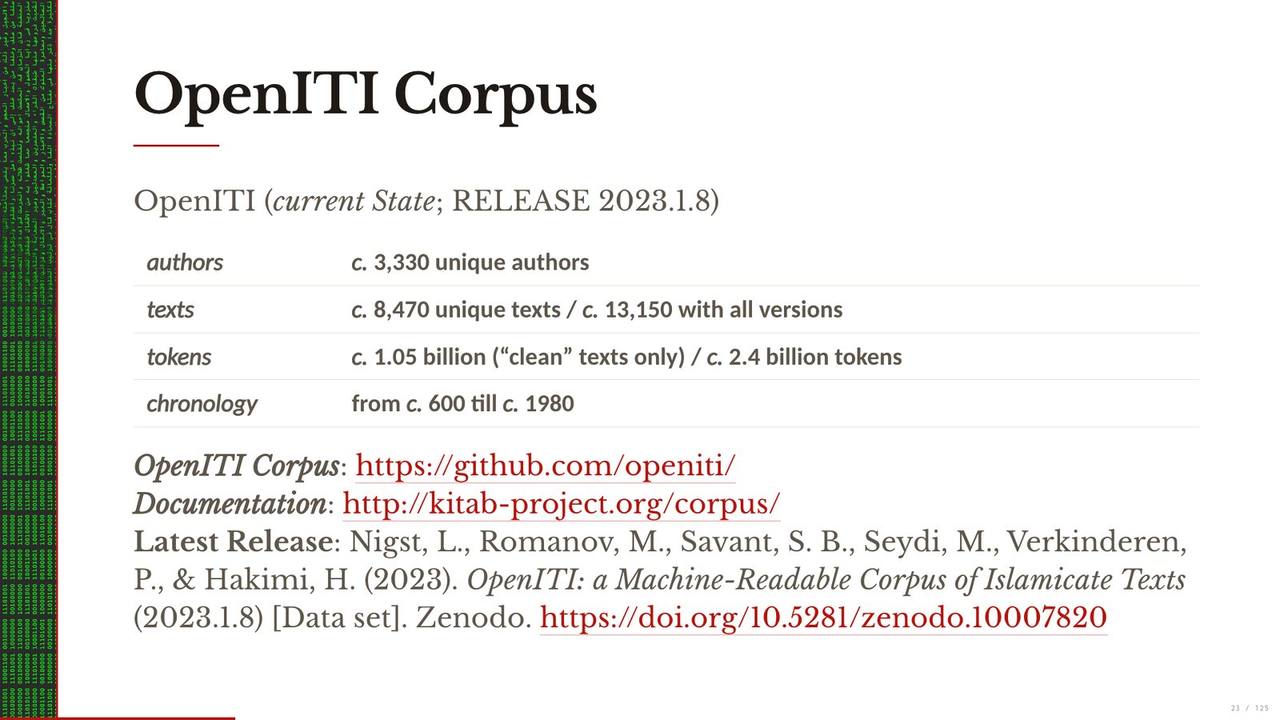 OpenITI Corpus
OpenITI (current State; RELEASE 2023.1.8)
authors c. 3,330 unique authors
texts c. 8,470 unique texts / c. 13,150 with all versions
tokens c. 1.05 billion (“clean” texts only) / c. 2.4 billion tokens
chronology from c. 600 till c. 1980
OpenITI Corpus: https://github.com/openiti/
Documentation: http://kitab-project.org/corpus/
Latest Release: Nigst, L., Romanov, M., Savant, S. B., Seydi, M., Verkinderen,
P., & Hakimi, H. (2023). OpenITI: a Machine-Readable Corpus of Islamicate Texts
(2023.1.8) [Data set]. Zenodo. https://doi.org/10.5281/zenodo.10007820
23 / 125